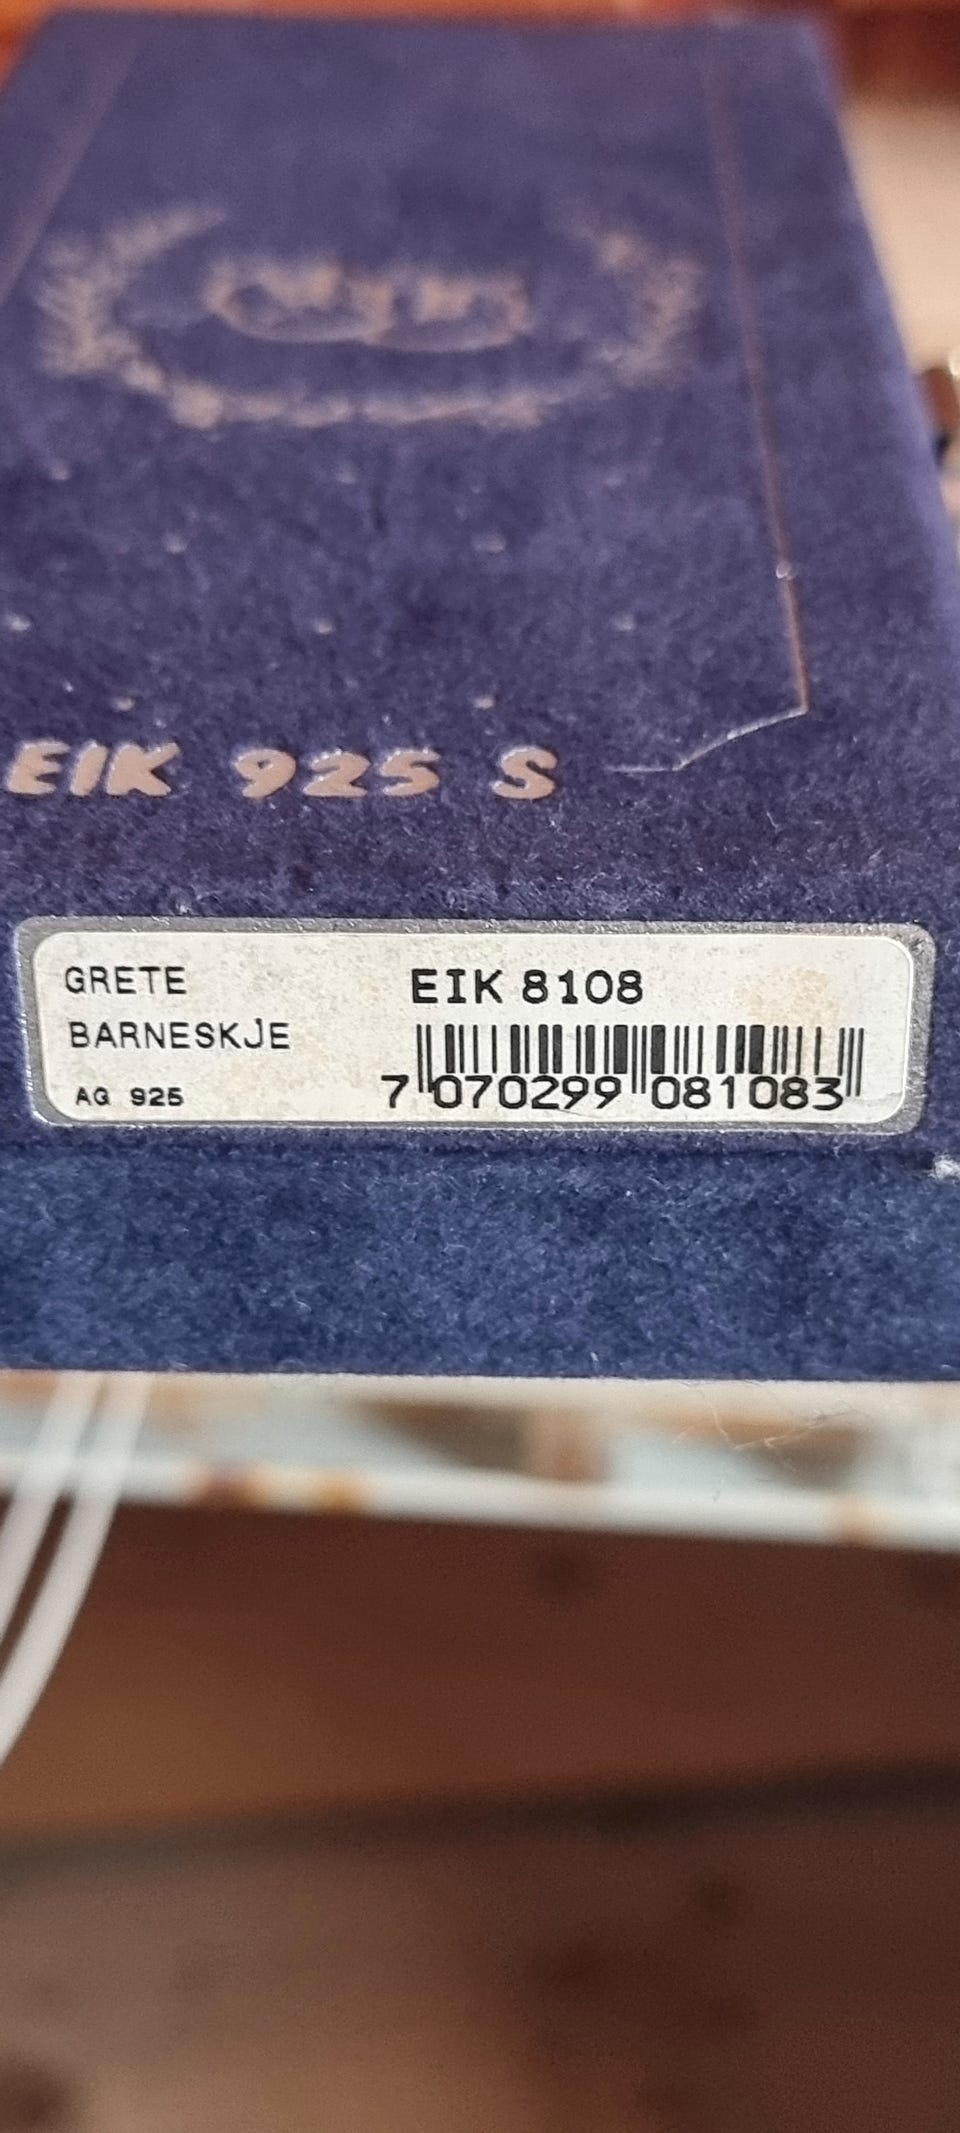 EIK 925 S
GRETE
BARNESKJE
AG 925
EIK 8108
7 070299 081083